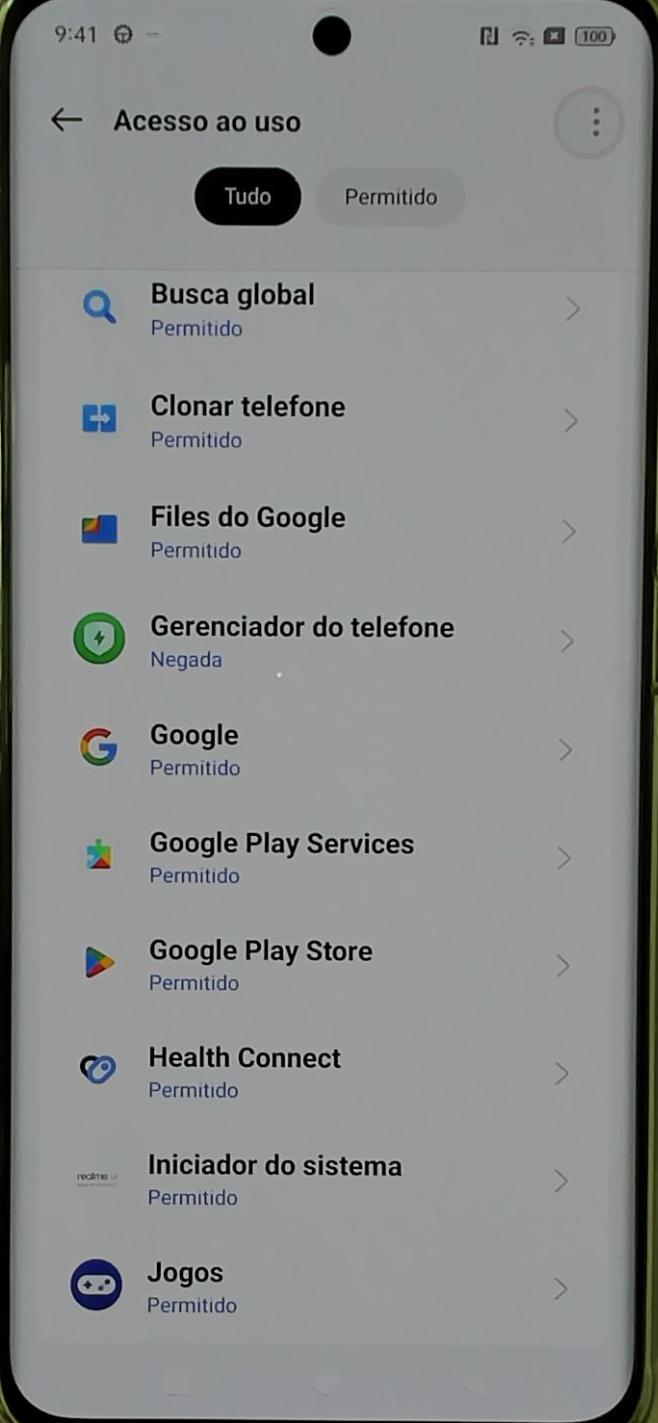 9:41
100
Acesso ao uso
Tudo
Permitido
Busca global
Permitido
Clonar telefone
Permitido
Files do Google
Permitido
Gerenciador do telefone
Negada
Google
Permitido
Google Play Services
Permitido
Google Play Store
Permitido
Health Connect
Permitido
realme
Iniciador do sistema
Permitido
Jogos
Permitido